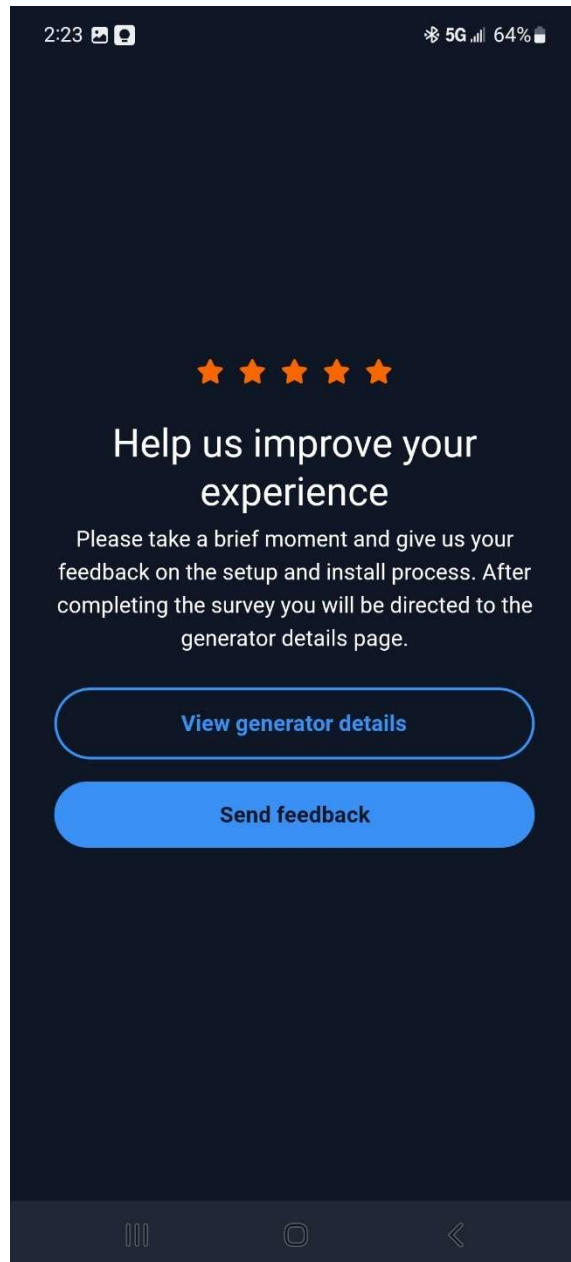 2:23 5G 64%
Help us improve your
experience
Please take a brief moment and give us your
feedback on the setup and install process. After
completing the survey you will be directed to the
generator details page.
View generator details
Send feedback